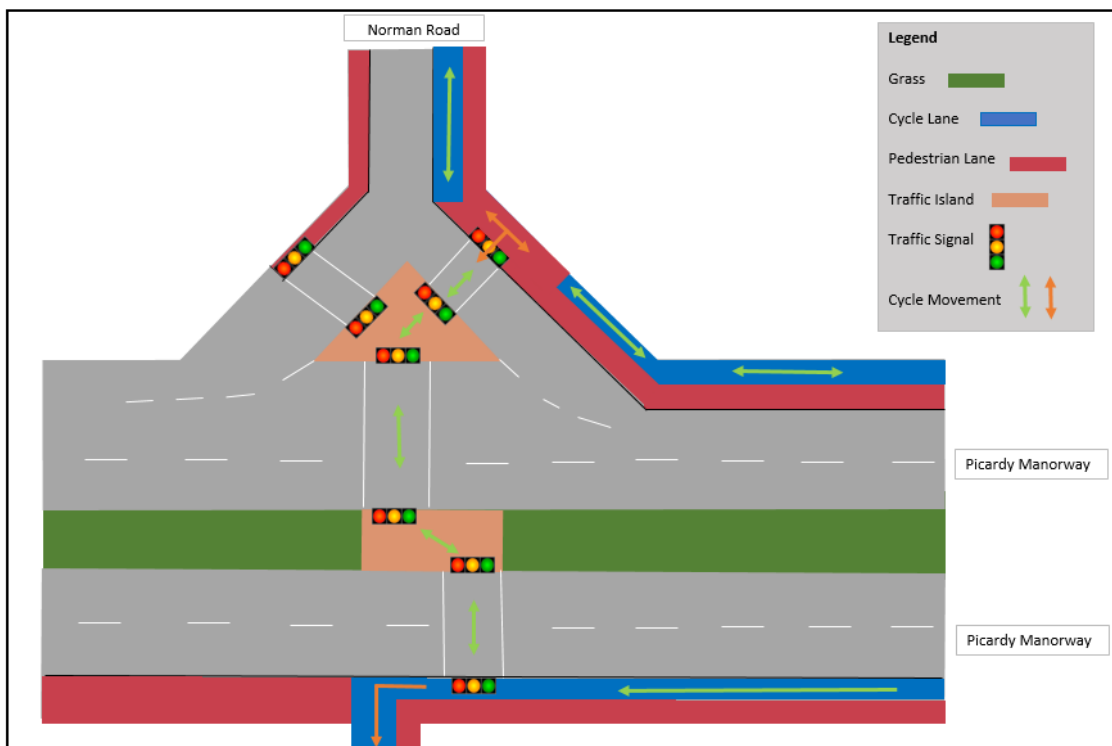 Norman Road
Legend
Grass
Cycle Lane
Pedestrian Lane
Traffic Island
Traffic Signal
Cycle Movement
Picardy Manorway
Picardy Manorway